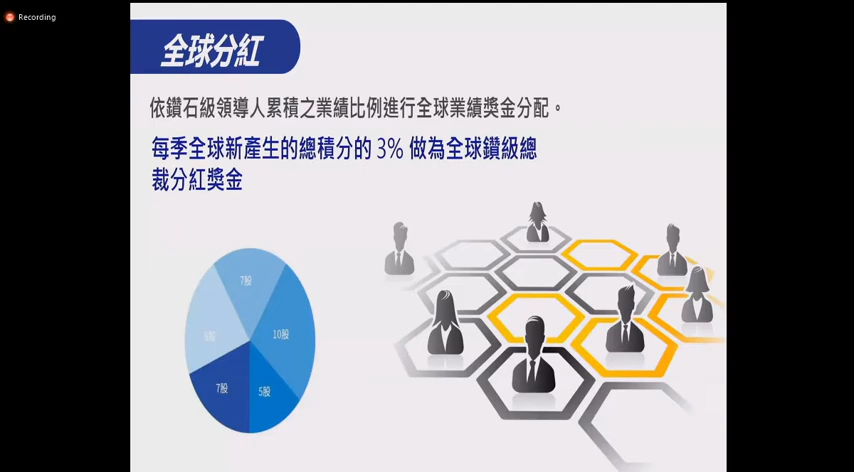 Recording
全球分紅
依鑽石級領導人累積之業績比例進行全球業績獎金分配。
每季全球新產生的總積分的 3% 做為全球鑽級總
裁分紅獎金
7股
10股
7股
5股